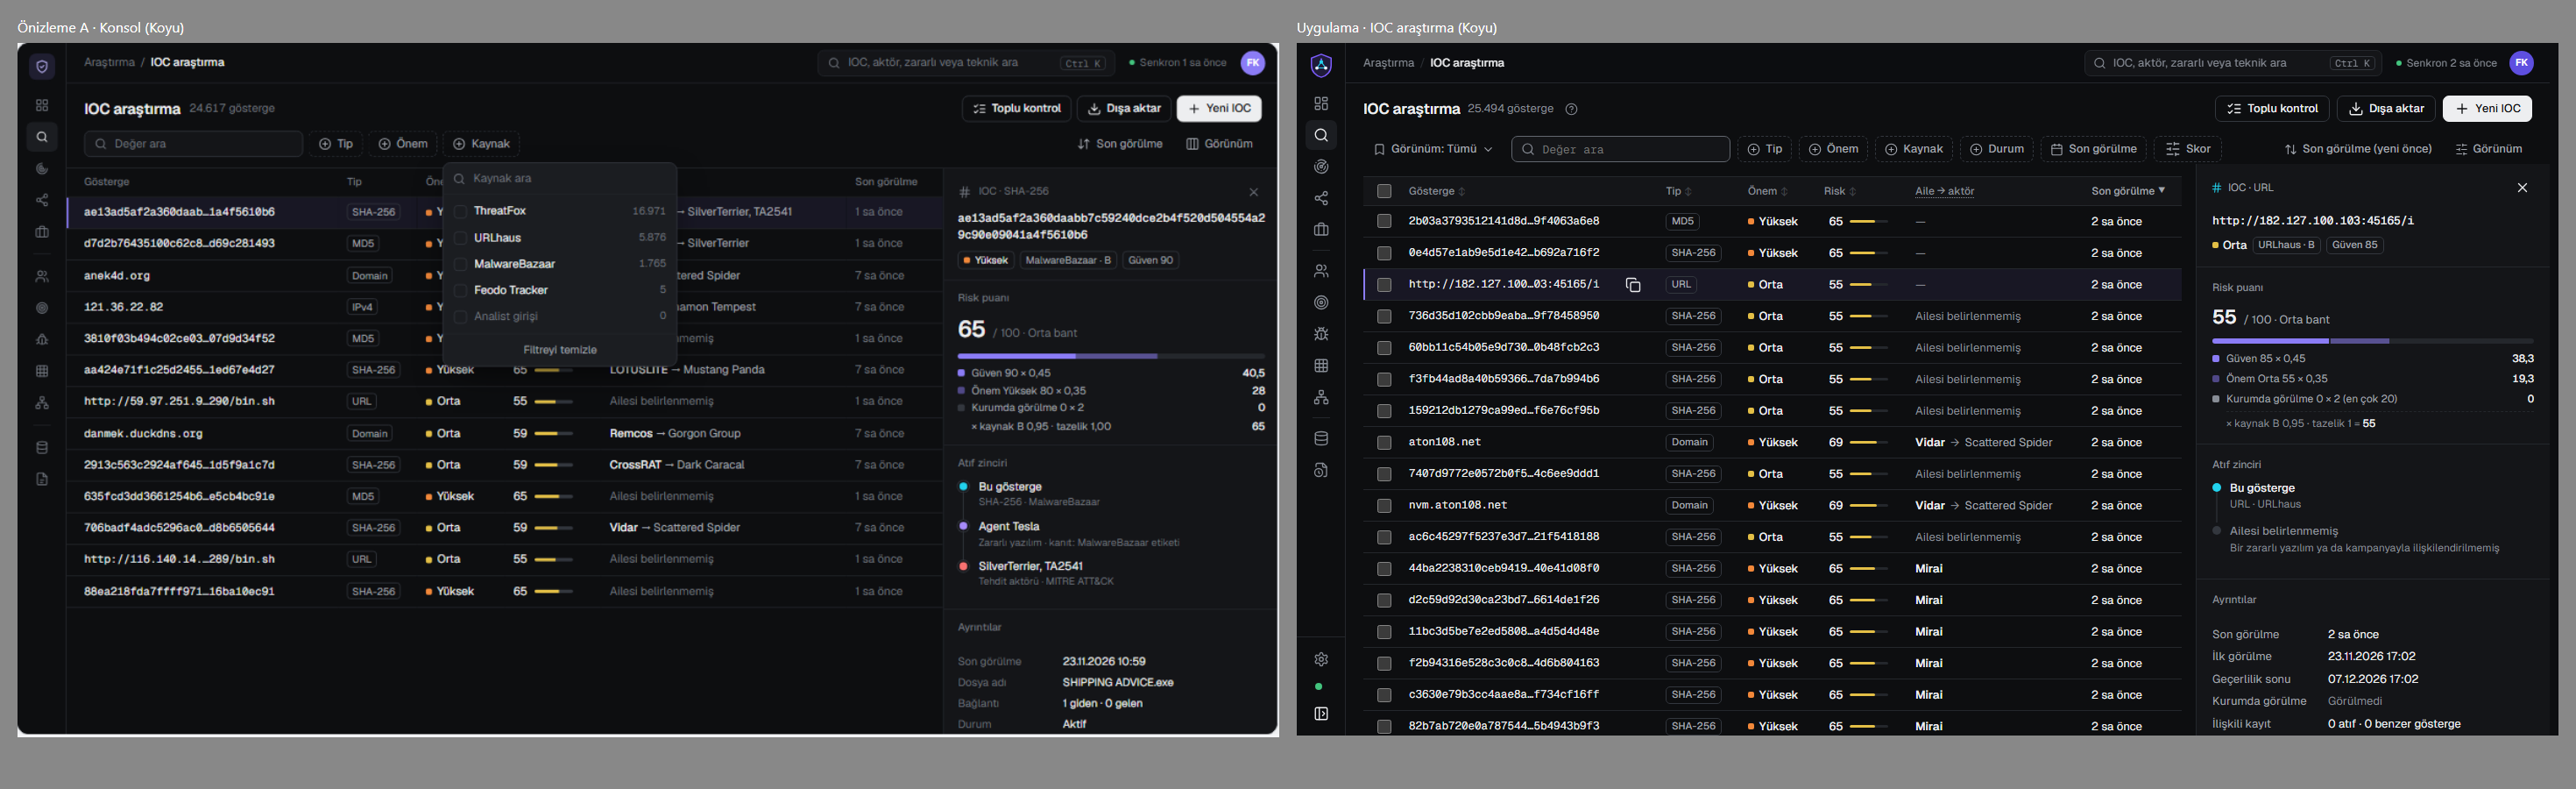 Önizleme A · Konsol (Koyu)
Araştırma / IOC araştırma
IOC, aktör, zararlı veya teknik ara Ctrl K
Senkron 1 sa önce
FK
IOC araştırma 24.617 gösterge
Toplu kontrol
Dışa aktar
Yeni IOC
Değer ara
Tip
Önem
Kaynak
Son görülme
Görünüm
Gösterge Tip Son görülme
ae13ad5af2a360daab…1a4f5610b6 SHA-256 → SilverTerrier, TA2541 1 sa önce
d7d2b76435100c62c8…d69c281493 MD5 → SilverTerrier 7 sa önce
anek4d.org Domain 7 sa önce
121.36.22.82 IPv4 7 sa önce
3810f03b494c02ce03…07d9d34f52 MD5 1 sa önce
aa424e71f1c25d2455…1ed67e4d27 SHA-256 Yüksek 65 LOTUSLITE → Mustang Panda 7 sa önce
http://59.97.251.9…290/bin.sh URL Orta 55 Ailesi belirlenmemiş 1 sa önce
danmek.duckdns.org Domain Orta 59 Remcos → Gorgon Group 7 sa önce
2913c563c2924af645…1d5f9a1c7d SHA-256 Orta 59 CrossRAT → Dark Caracal 7 sa önce
635fcd3dd3661254b6…e5cb4bc91e MD5 Yüksek 65 Ailesi belirlenmemiş 1 sa önce
706badf4adc5296ac0…d8b6505644 SHA-256 Orta 59 Vidar → Scattered Spider 7 sa önce
http://116.140.14.…289/bin.sh URL Orta 55 Ailesi belirlenmemiş 1 sa önce
88ea218fda7ffff971…16ba10ec91 SHA-256 Yüksek 65 Ailesi belirlenmemiş 1 sa önce
Kaynak ara
ThreatFox 16.971
URLhaus 5.876
MalwareBazaar 1.765
Feodo Tracker 5
Analist girişi 0
Filtreyi temizle
IOC · SHA-256
ae13ad5af2a360daabb7c59240dce2b4f520d504554a2
9c90e09041a4f5610b6
Yüksek MalwareBazaar · B Güven 90
Risk puanı
65 / 100 · Orta bant
Güven 90 × 0,45 40,5
Önem Yüksek 80 × 0,35 28
Kurumda görülme 0 × 2 0
× kaynak B 0,95 · tazelik 1,00 65
Atıf zinciri
Bu gösterge
SHA-256 · MalwareBazaar
Agent Tesla
Zararlı yazılım · kanıt: MalwareBazaar etiketi
SilverTerrier, TA2541
Tehdit aktörü · MITRE ATT&CK
Ayrıntılar
Son görülme 23.11.2026 10:59
Dosya adı SHIPPING ADVICE.exe
Bağlantı 1 giden · 0 gelen
Durum Aktif
Uygulama · IOC araştırma (Koyu)
Araştırma / IOC araştırma
IOC, aktör, zararlı veya teknik ara Ctrl K
Senkron 2 sa önce
FK
IOC araştırma 25.494 gösterge
Toplu kontrol
Dışa aktar
Yeni IOC
Görünüm: Tümü
Değer ara
Tip
Önem
Kaynak
Durum
Son görülme
Skor
Son görülme (yeni önce)
Görünüm
Gösterge Tip Önem Risk Aile → aktör Son görülme
2b03a3793512141d8d…9f4063a6e8 MD5 Yüksek 65 — 2 sa önce
0e4d57e1ab9e5d1e42…b692a716f2 SHA-256 Yüksek 65 — 2 sa önce
http://182.127.100…03:45165/i URL Orta 55 — 2 sa önce
736d35d102cbb9eaba…9f78458950 SHA-256 Orta 55 Ailesi belirlenmemiş 2 sa önce
60bb11c54b05e9d730…0b48fcb2c3 SHA-256 Orta 55 Ailesi belirlenmemiş 2 sa önce
f3fb44ad8a40b59366…7da7b994b6 SHA-256 Orta 55 Ailesi belirlenmemiş 2 sa önce
159212db1279ca99ed…f6e76cf95b SHA-256 Orta 55 Ailesi belirlenmemiş 2 sa önce
aton108.net Domain Yüksek 69 Vidar → Scattered Spider 2 sa önce
7407d9772e0572b0f5…4c6ee9ddd1 SHA-256 Orta 55 Ailesi belirlenmemiş 2 sa önce
nvm.aton108.net Domain Yüksek 69 Vidar → Scattered Spider 2 sa önce
ac6c45297f5237e3d7…21f5418188 SHA-256 Orta 55 Ailesi belirlenmemiş 2 sa önce
44ba2238310ceb9419…40e41d08f0 SHA-256 Yüksek 65 Mirai 2 sa önce
d2c59d92d30ca23bd7…6614de1f26 SHA-256 Yüksek 65 Mirai 2 sa önce
11bc3d5be7e2ed5808…a4d5d4d48e SHA-256 Yüksek 65 Mirai 2 sa önce
f2b94316e528c3c0c8…4d6b804163 SHA-256 Yüksek 65 Mirai 2 sa önce
c3630e79b3cc4aae8a…f734cf16ff SHA-256 Yüksek 65 Mirai 2 sa önce
82b7ab720e0a787544…5b4943b9f3 SHA-256 Yüksek 65 Mirai 2 sa önce
IOC · URL
http://182.127.100.103:45165/i
Orta URLhaus · B Güven 85
Risk puanı
55 / 100 · Orta bant
Güven 85 × 0,45 38,3
Önem Orta 55 × 0,35 19,3
Kurumda görülme 0 × 2 (en çok 20) 0
× kaynak B 0,95 · tazelik 1 = 55
Atıf zinciri
Bu gösterge
URL · URLhaus
Ailesi belirlenmemiş
Bir zararlı yazılım ya da kampanyayla ilişkilendirilmemiş
Ayrıntılar
Son görülme 2 sa önce
İlk görülme 23.11.2026 17:02
Geçerlilik sonu 07.12.2026 17:02
Kurumda görülme Görülmedi
İlişkili kayıt 0 atıf · 0 benzer gösterge